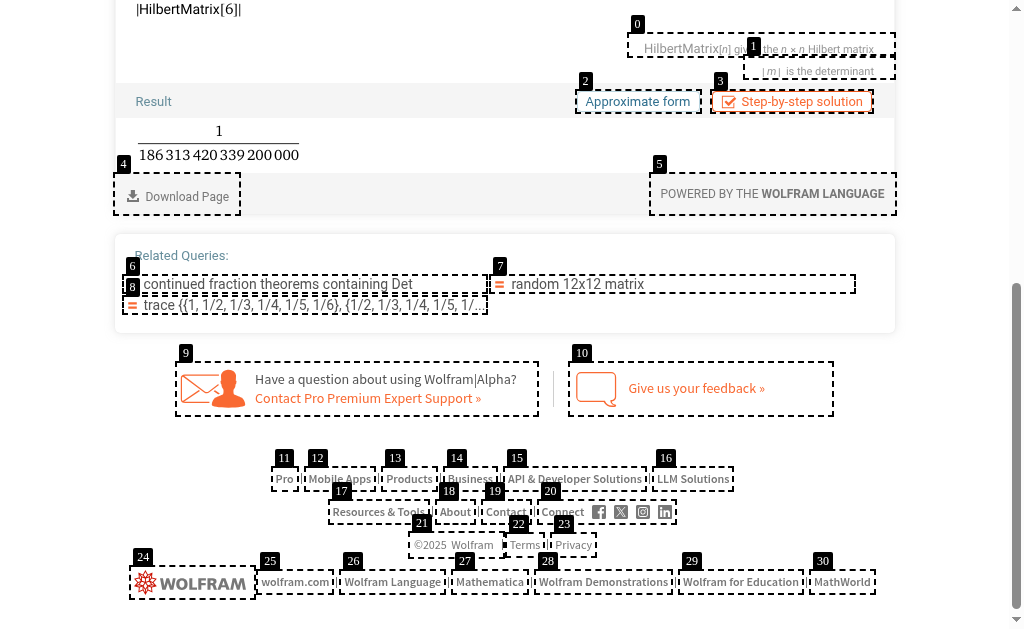 |HilbertMatrix[6]|
0
HilbertMatrix[n] giv the n × n Hilbert matrix
1
|m| is the determinant
2
3
Result
Approximate form
Step-by-step solution
1
186 313 420 339 200 000
4
5
Download Page
POWERED BY THE WOLFRAM LANGUAGE
Related Queries:
6
7
continued fraction theorems containing Det
random 12x12 matrix
8
= trace {{1, 1/2, 1/3, 1/4, 1/5, 1/6}, {1/2, 1/3, 1/4, 1/5, 1/...
9
10
Have a question about using Wolfram|Alpha?
Contact Pro Premium Expert Support »
Give us your feedback »
11
12
13
14
15
16
Pro
Mobile Apps
Products
Business
API & Developer Solutions
LLM Solutions
17
18
19
20
Resources & Tools
About
Contact
Connect
21
22
23
©2025 Wolfram
Terms
Privacy
24
25
26
27
28
29
30
WOLFRAM
wolfram.com
Wolfram Language
Mathematica
Wolfram Demonstrations
Wolfram for Education
MathWorld